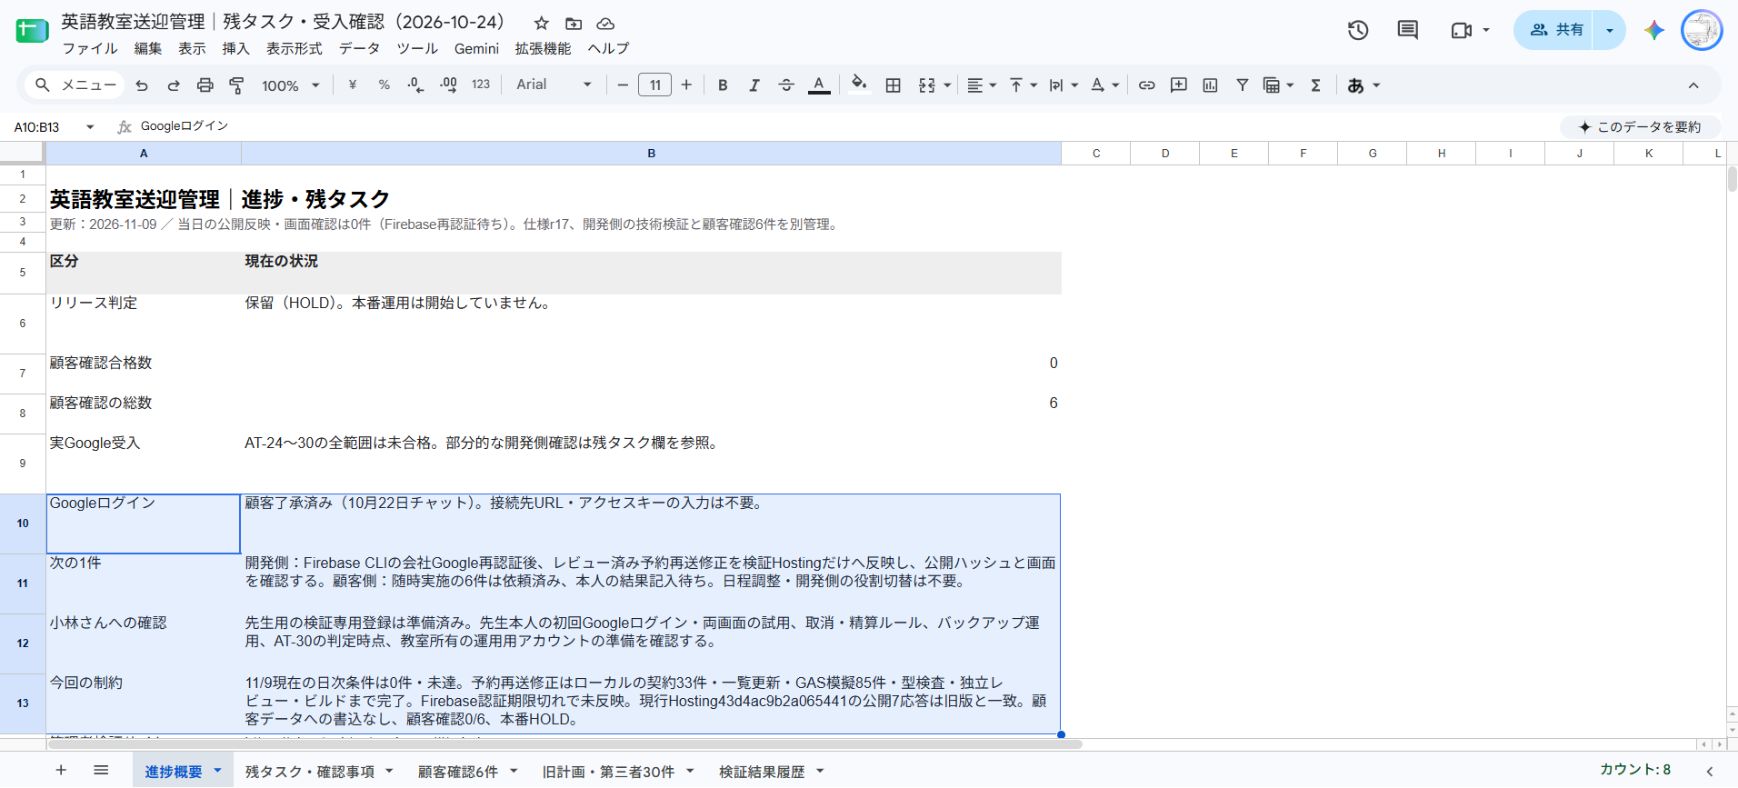 英語教室送迎管理｜残タスク・受入確認（2026-10-24）
ファイル 編集 表示 挿入 表示形式 データ ツール Gemini 拡張機能 ヘルプ
共有
メニュー 100% ¥ % .0 .00 123 Arial 11 B I A あ
A10:B13 fx Googleログイン このデータを要約
A B C D E F G H I J K L
1
2 英語教室送迎管理｜進捗・残タスク
3 更新：2026-11-09 ／ 当日の公開反映・画面確認は0件（Firebase再認証待ち）。仕様r17、開発側の技術検証と顧客確認6件を別管理。
4
5 区分 現在の状況
6 リリース判定 保留（HOLD）。本番運用は開始していません。
7 顧客確認合格数 0
8 顧客確認の総数 6
9 実Google受入 AT-24〜30の全範囲は未合格。部分的な開発側確認は残タスク欄を参照。
10 Googleログイン 顧客了承済み（10月22日チャット）。接続先URL・アクセスキーの入力は不要。
11 次の1件 開発側：Firebase CLIの会社Google再認証後、レビュー済み予約再送修正を検証Hostingだけへ反映し、公開ハッシュと画面
を確認する。顧客側：随時実施の6件は依頼済み、本人の結果記入待ち。日程調整・開発側の役割切替は不要。
12 小林さんへの確認 先生用の検証専用登録は準備済み。先生本人の初回Googleログイン・両画面の試用、取消・精算ルール、バックアップ運
用、AT-30の判定時点、教室所有の運用用アカウントの準備を確認する。
13 今回の制約 11/9現在の日次条件は0件・未達。予約再送修正はローカルの契約33件・一覧更新・GAS模擬85件・型検査・独立レ
ビュー・ビルドまで完了。Firebase認証期限切れで未反映。現行Hosting43d4ac9b2a065441の公開7応答は旧版と一致。顧
客データへの書込なし、顧客確認0/6、本番HOLD。
進捗概要 残タスク・確認事項 顧客確認6件 旧計画・第三者30件 検証結果履歴 カウント: 8